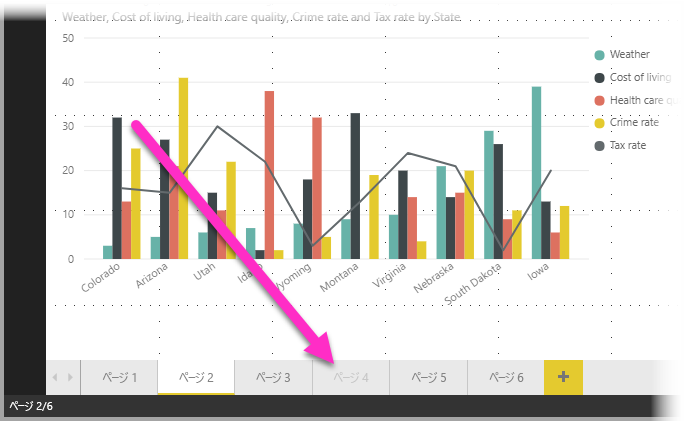 Weather, Cost of living, Health care quality, Crime rate and Tax rate by State
50
40
30
20
10
0
Weather
Cost of living
Health care qu
Crime rate
Tax rate
Colorado
Arizona
Utah
Idaho
Wyoming
Montana
Virginia
Nebraska
South Dakota
Iowa
ページ 1
ページ 2
ページ 3
ページ 4
ページ 5
ページ 6
ページ 2/6